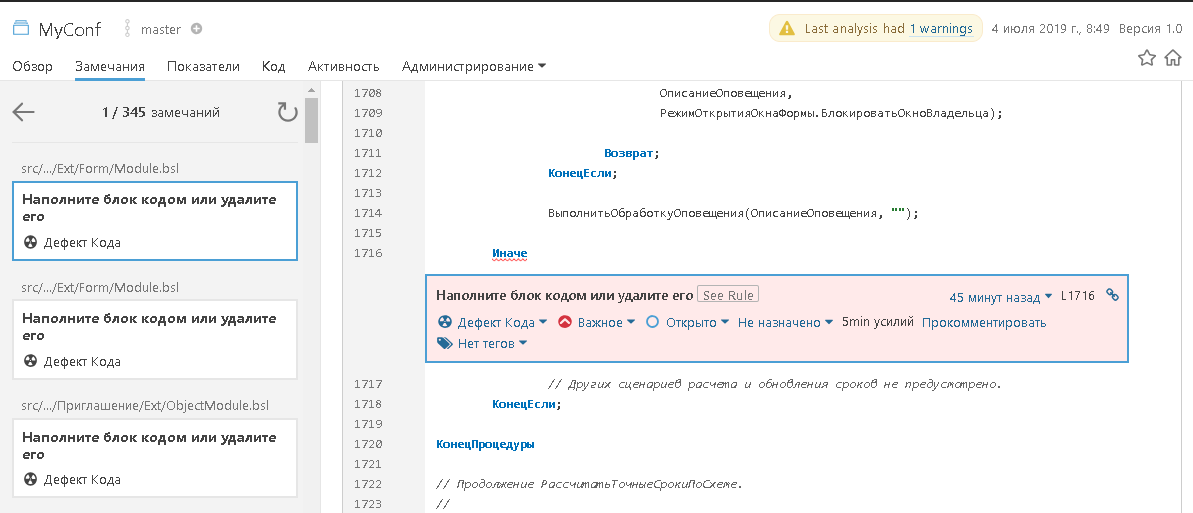 MyConf master
Last analysis had 1 warnings 4 июля 2019 г., 8:49 Версия 1.0
Обзор Замечания Показатели Код Активность Администрирование
1 / 345 замечаний
src/.../Ext/Form/Module.bsl
Наполните блок кодом или удалите
его
Дефект Кода
src/.../Ext/Form/Module.bsl
Наполните блок кодом или удалите
его
Дефект Кода
src/.../Приглашение/Ext/ObjectModule.bsl
Наполните блок кодом или удалите
его
Дефект Кода
1708 ОписаниеОповещения,
1709 РежимОткрытияОкнаФормы.БлокироватьОкноВладельца);
1710
1711 Возврат;
1712 КонецЕсли;
1713
1714 ВыполнитьОбработкуОповещения(ОписаниеОповещения, "");
1715
1716 Иначе
Наполните блок кодом или удалите его See Rule 45 минут назад L1716
Дефект Кода Важное Открыто Не назначено 5min усилий Прокомментировать
Нет тегов
1717 // Других сценариев расчета и обновления сроков не предусмотрено.
1718 КонецЕсли;
1719
1720 КонецПроцедуры
1721
1722 // Продолжение РассчитатьТочныеСрокиПоСхеме.
1723 //